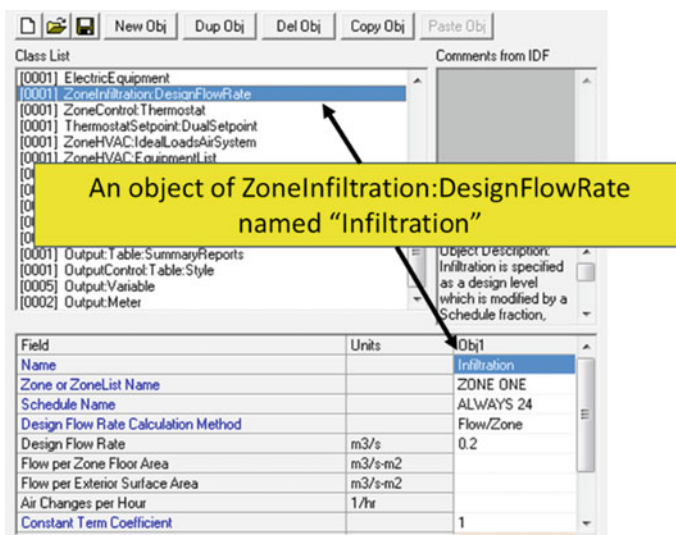 New Obj Dup Obj Del Obj Copy Obj Paste Obj
Class List Comments from IDF
[0001] ElectricEquipment
[0001] ZoneInfiltration:DesignFlowRate
[0001] ZoneControl:Thermostat
[0001] ThermostatSetpoint:DualSetpoint
[0001] ZoneHVAC:IdealLoadsAirSystem
[0001] ZoneHVAC:EquipmentList
An object of ZoneInfiltration:DesignFlowRate
named “Infiltration”
[0001] Output:Table:SummaryReports
[0001] OutputControl:Table:Style
[0005] Output:Variable
[0002] Output:Meter
Object Description:
Infiltration is specified
as a design level
which is modified by a
Schedule fraction,
Field Units Obj1
Name Infiltration
Zone or ZoneList Name ZONE ONE
Schedule Name ALWAYS 24
Design Flow Rate Calculation Method Flow/Zone
Design Flow Rate m3/s 0.2
Flow per Zone Floor Area m3/s-m2
Flow per Exterior Surface Area m3/s-m2
Air Changes per Hour 1/hr
Constant Term Coefficient 1